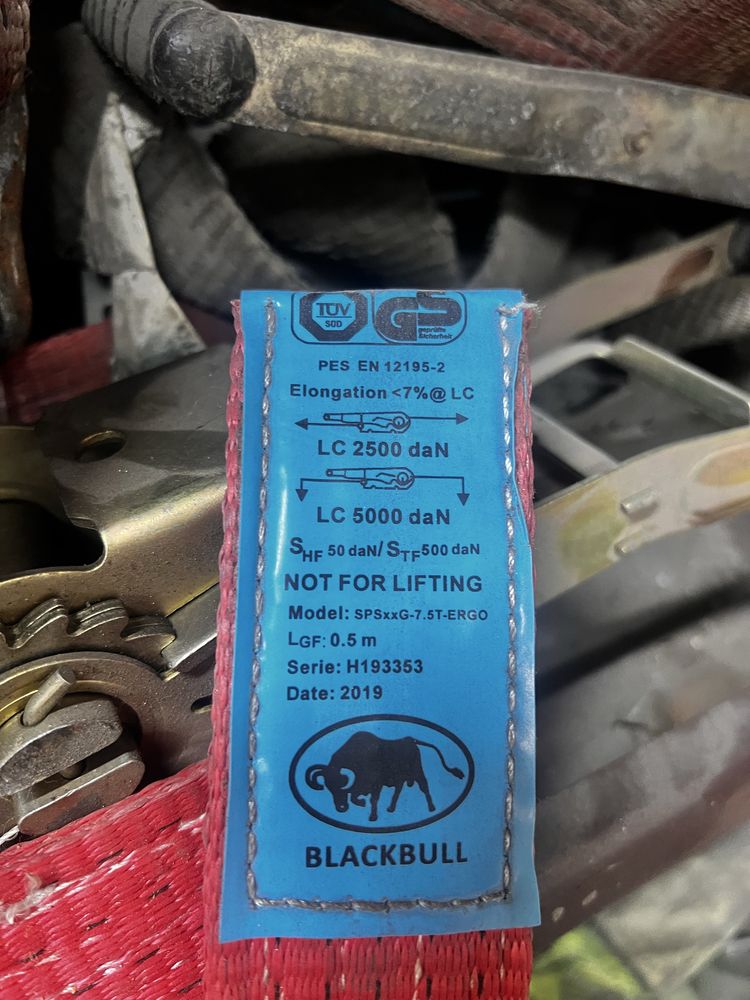 TÜV
SÜD
GS
geprüfte
Sicherheit
PES EN 12195-2
Elongation <7%@ LC
LC 2500 daN
LC 5000 daN
SHF 50 daN/STF500 daN
NOT FOR LIFTING
Model: SPSxxG-7.5T-ERGO
LGF: 0.5 m
Serie: H193353
Date: 2019
BLACKBULL